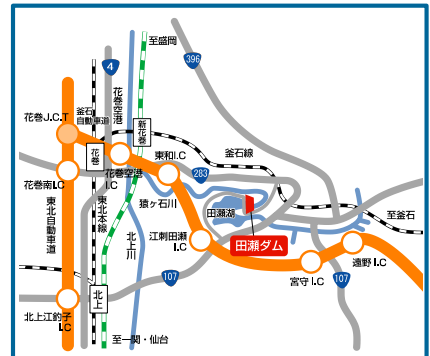 至盛岡
396
4
花巻空港
花巻J.C.T
釜石
自動車道
新花巻
花巻
東和I.C
釜石線
283
花巻空港
I.C
花巻南I.C
猿ヶ石川
田瀬湖
至釜石
東北自動車道
東北本線
北上川
江刺田瀬
I.C
田瀬ダム
遠野I.C
宮守I.C
107
107
北上
北上江釣子
I.C
至一関・仙台